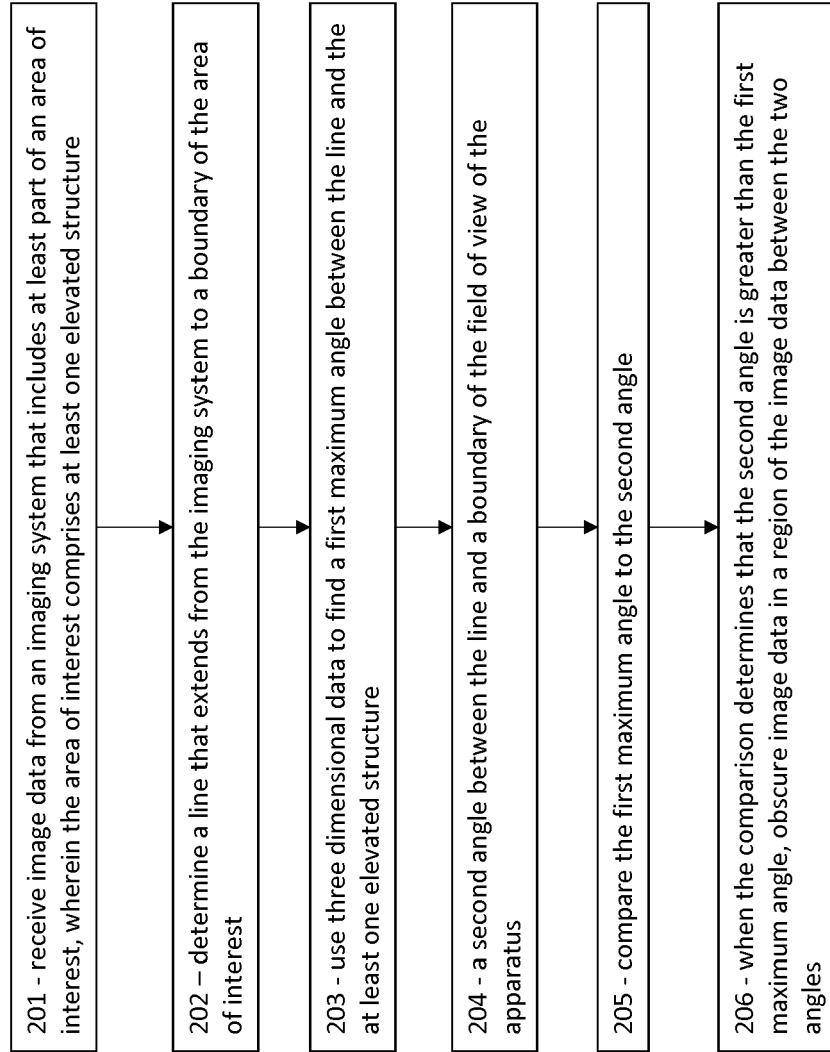 201 - receive image data from an imaging system that includes at least part of an area of
interest, wherein the area of interest comprises at least one elevated structure
202 – determine a line that extends from the imaging system to a boundary of the area
of interest
203 - use three dimensional data to find a first maximum angle between the line and the
at least one elevated structure
204 - a second angle between the line and a boundary of the field of view of the
apparatus
205 - compare the first maximum angle to the second angle
206 - when the comparison determines that the second angle is greater than the first
maximum angle, obscure image data in a region of the image data between the two
angles